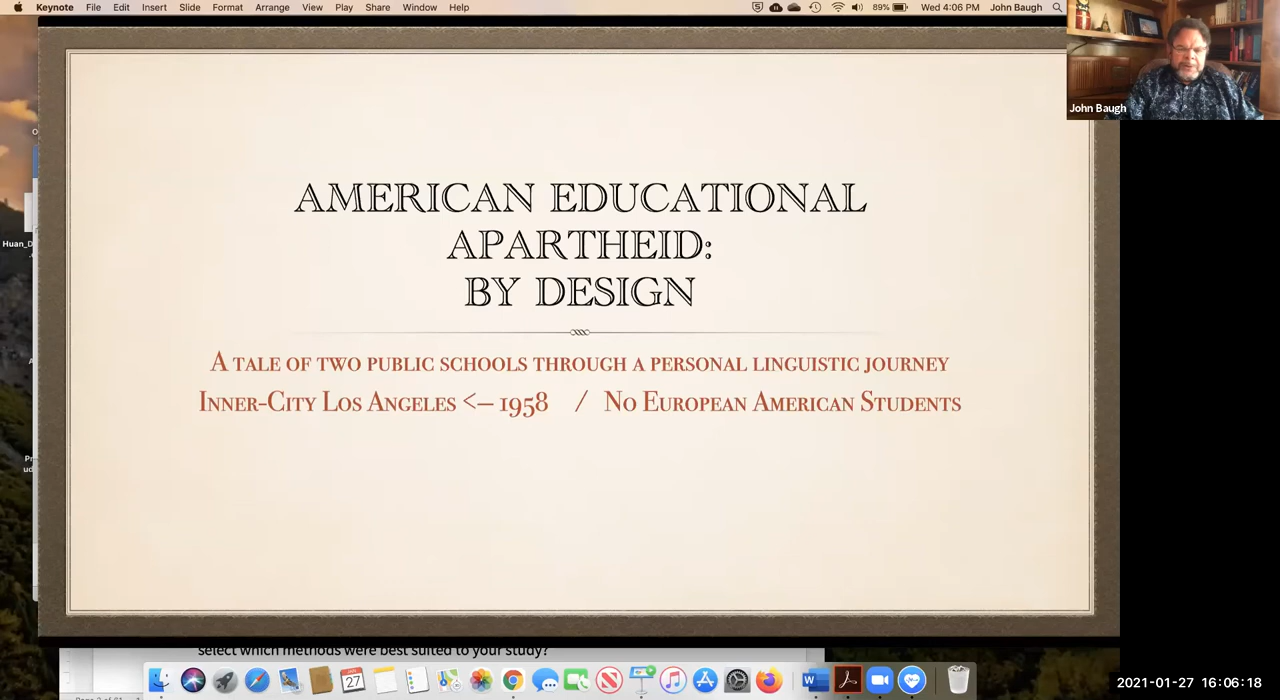 Keynote File Edit Insert Slide Format Arrange View Play Share Window Help
89% Wed 4:06 PM John Baugh
John Baugh
AMERICAN EDUCATIONAL
APARTHEID:
BY DESIGN
A TALE OF TWO PUBLIC SCHOOLS THROUGH A PERSONAL LINGUISTIC JOURNEY
INNER-CITY LOS ANGELES <– 1958 / NO EUROPEAN AMERICAN STUDENTS
Huan_D
select which methods were best suited to your study?
27
2021-01-27 16:06:18